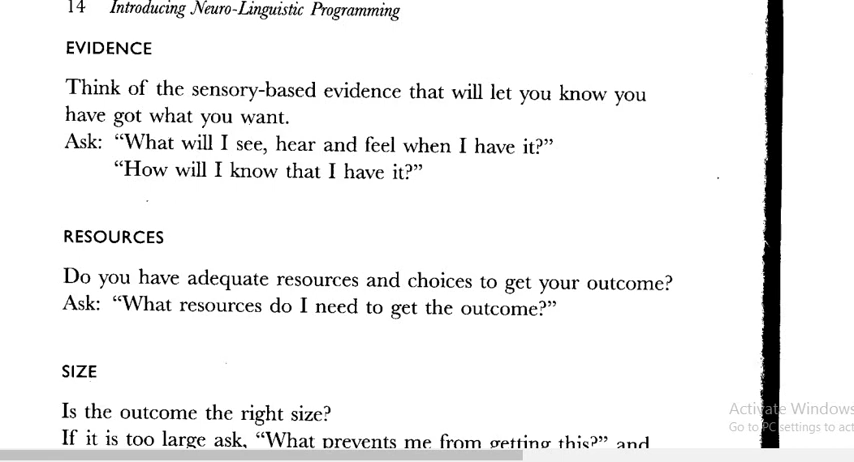 14 Introducing Neuro-Linguistic Programming
EVIDENCE
Think of the sensory-based evidence that will let you know you
have got what you want.
Ask: “What will I see, hear and feel when I have it?”
“How will I know that I have it?”
RESOURCES
Do you have adequate resources and choices to get your outcome?
Ask: “What resources do I need to get the outcome?”
SIZE
Is the outcome the right size?
If it is too large ask, “What prevents me from getting this?” and
Activate Windows
Go to PC settings to act